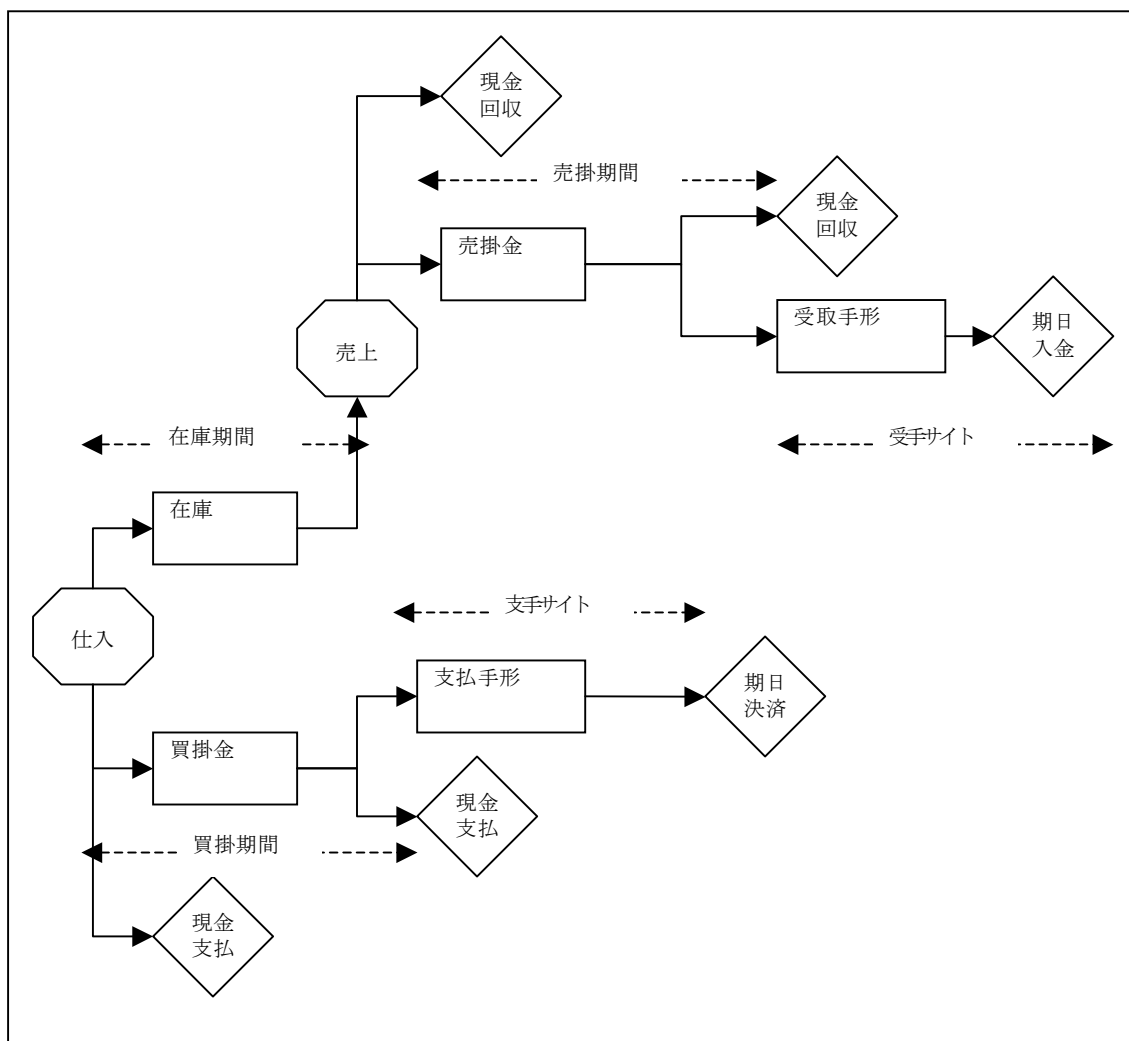 現金
回収
売掛期間
現金
回収
売掛金
受取手形
期日
入金
売上
在庫期間
受手サイト
在庫
支手サイト
仕入
支払手形
期日
決済
買掛金
現金
支払
買掛期間
現金
支払